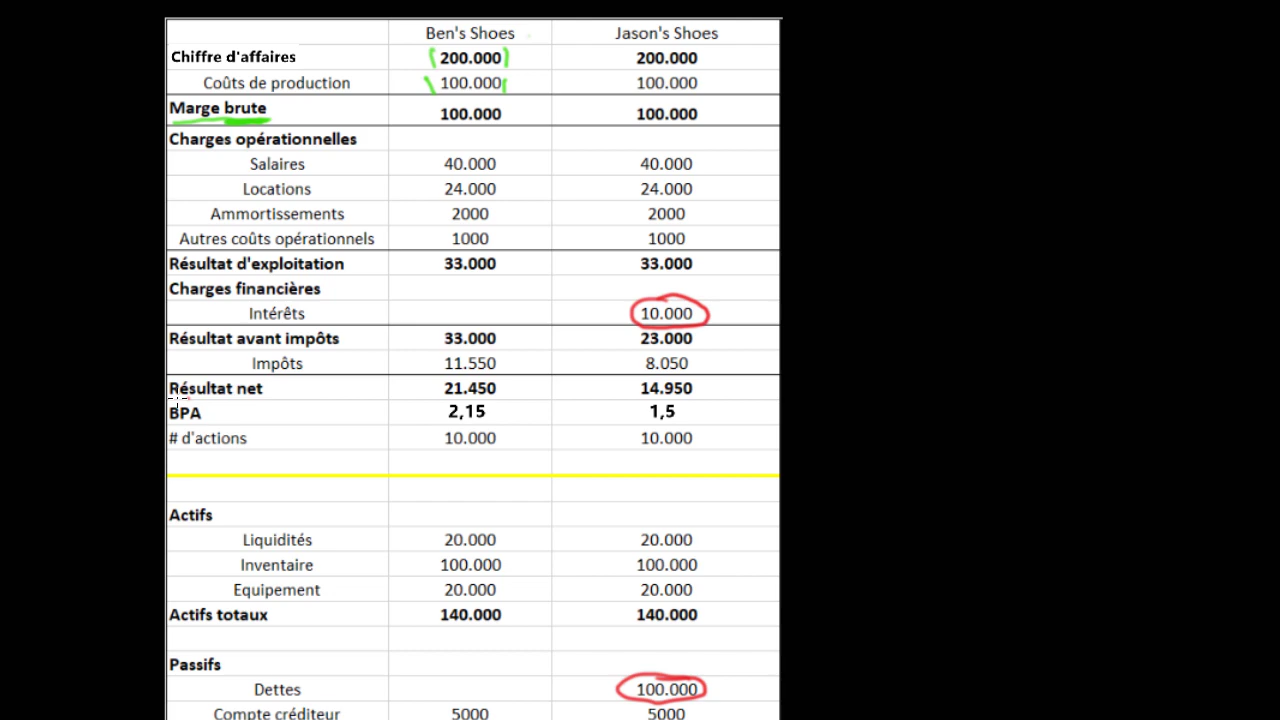 Ben's Shoes Jason's Shoes
Chiffre d'affaires 200.000 200.000
Coûts de production 100.000 100.000
Marge brute 100.000 100.000
Charges opérationnelles
Salaires 40.000 40.000
Locations 24.000 24.000
Ammortissements 2000 2000
Autres coûts opérationnels 1000 1000
Résultat d'exploitation 33.000 33.000
Charges financières
Intérêts 10.000
Résultat avant impôts 33.000 23.000
Impôts 11.550 8.050
Résultat net 21.450 14.950
BPA 2,15 1,5
# d'actions 10.000 10.000
Actifs
Liquidités 20.000 20.000
Inventaire 100.000 100.000
Equipement 20.000 20.000
Actifs totaux 140.000 140.000
Passifs
Dettes 100.000
Compte créditeur 5000 5000